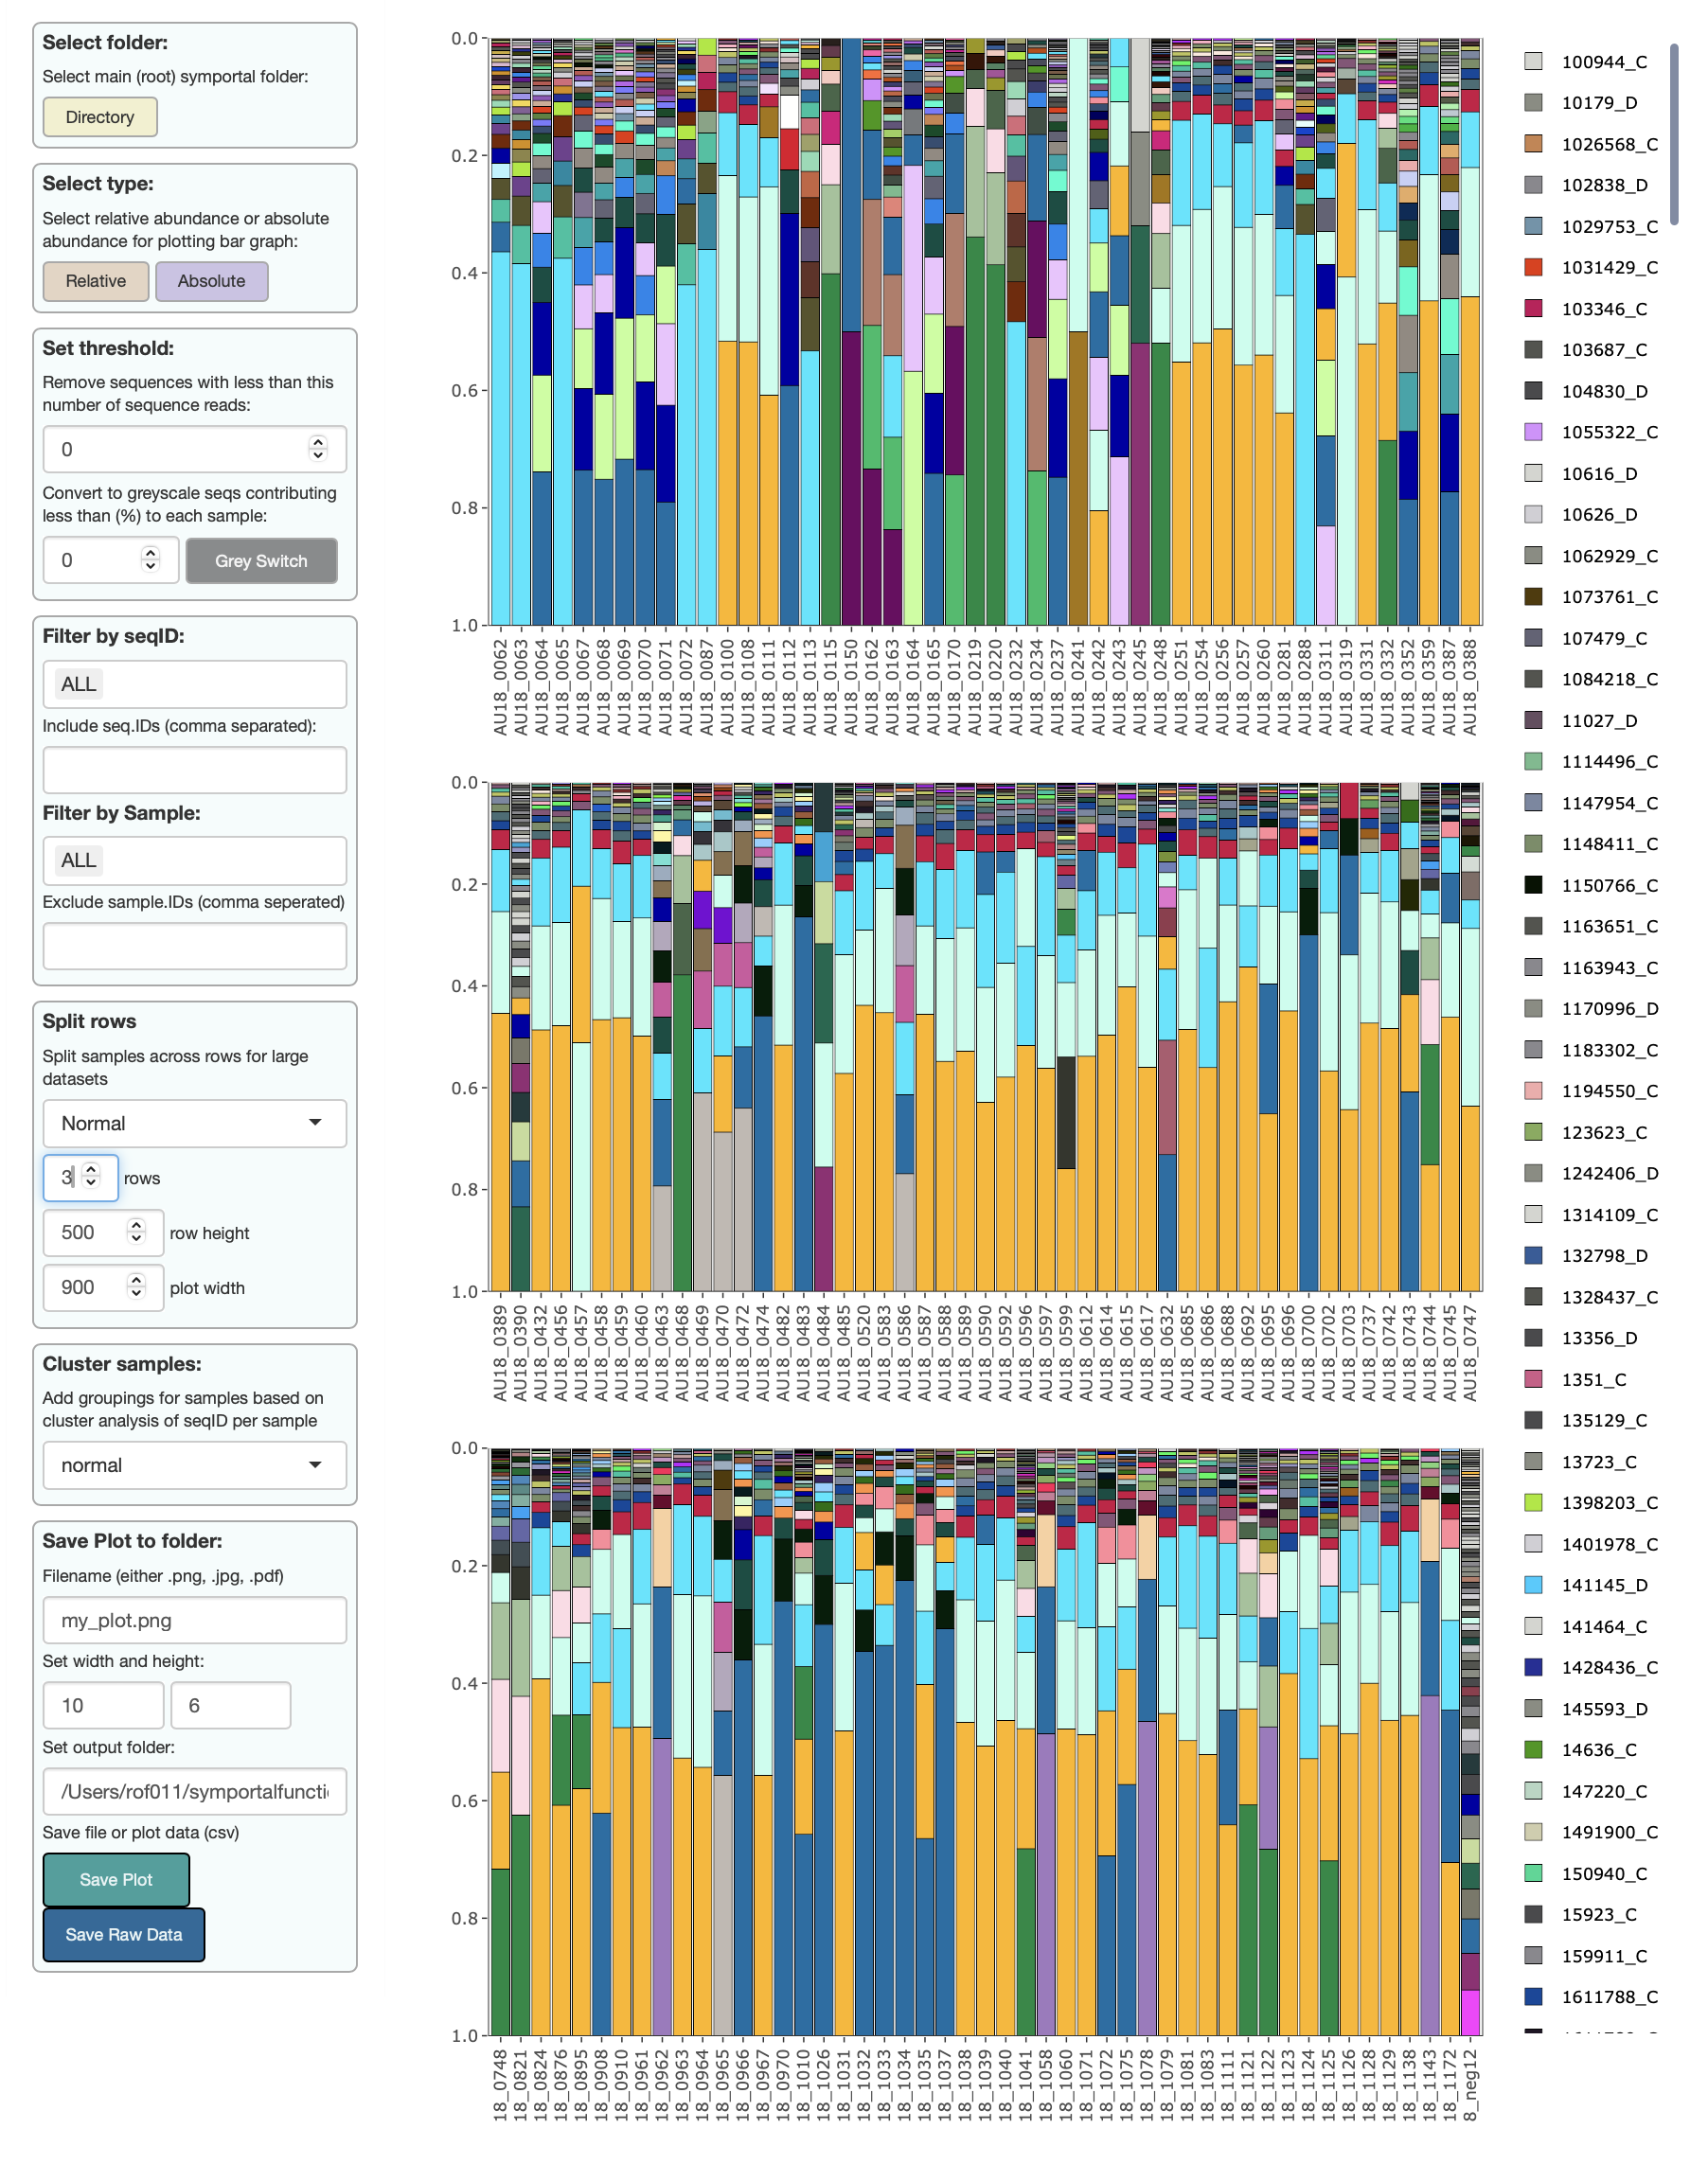 Select folder:
Select main (root) symportal folder:
Directory
Select type:
Select relative abundance or absolute
abundance for plotting bar graph:
Relative Absolute
Set threshold:
Remove sequences with less than this
number of sequence reads:
0
Convert to greyscale seqs contributing
less than (%) to each sample:
0 Grey Switch
Filter by seqID:
ALL
Include seq.IDs (comma separated):
Filter by Sample:
ALL
Exclude sample.IDs (comma seperated)
Split rows
Split samples across rows for large
datasets
Normal
3 rows
500 row height
900 plot width
Cluster samples:
Add groupings for samples based on
cluster analysis of seqID per sample
normal
Save Plot to folder:
Filename (either .png, .jpg, .pdf)
my_plot.png
Set width and height:
10 6
Set output folder:
/Users/rof011/symportalfuncti
Save file or plot data (csv)
Save Plot
Save Raw Data
0.0
0.2
0.4
0.6
0.8
1.0
AU18_0062
AU18_0063
AU18_0064
AU18_0065
AU18_0067
AU18_0068
AU18_0069
AU18_0070
AU18_0071
AU18_0072
AU18_0087
AU18_0100
AU18_0108
AU18_0111
AU18_0112
AU18_0113
AU18_0115
AU18_0150
AU18_0162
AU18_0163
AU18_0164
AU18_0165
AU18_0170
AU18_0219
AU18_0220
AU18_0232
AU18_0234
AU18_0237
AU18_0241
AU18_0242
AU18_0243
AU18_0245
AU18_0248
AU18_0251
AU18_0254
AU18_0256
AU18_0257
AU18_0260
AU18_0281
AU18_0288
AU18_0311
AU18_0319
AU18_0331
AU18_0332
AU18_0352
AU18_0359
AU18_0387
AU18_0388
0.0
0.2
0.4
0.6
0.8
1.0
AU18_0389
AU18_0390
AU18_0432
AU18_0456
AU18_0457
AU18_0458
AU18_0459
AU18_0460
AU18_0463
AU18_0468
AU18_0469
AU18_0470
AU18_0472
AU18_0474
AU18_0482
AU18_0483
AU18_0484
AU18_0485
AU18_0520
AU18_0583
AU18_0586
AU18_0587
AU18_0588
AU18_0589
AU18_0590
AU18_0592
AU18_0596
AU18_0597
AU18_0599
AU18_0612
AU18_0614
AU18_0615
AU18_0617
AU18_0632
AU18_0685
AU18_0686
AU18_0688
AU18_0692
AU18_0695
AU18_0696
AU18_0700
AU18_0702
AU18_0703
AU18_0737
AU18_0742
AU18_0743
AU18_0744
AU18_0745
AU18_0747
0.0
0.2
0.4
0.6
0.8
1.0
18_0748
18_0821
18_0824
18_0876
18_0895
18_0908
18_0910
18_0961
18_0962
18_0963
18_0964
18_0965
18_0966
18_0967
18_0970
18_1010
18_1026
18_1031
18_1032
18_1033
18_1034
18_1035
18_1037
18_1038
18_1039
18_1040
18_1041
18_1058
18_1060
18_1071
18_1072
18_1075
18_1078
18_1079
18_1081
18_1083
18_1111
18_1121
18_1122
18_1123
18_1124
18_1125
18_1126
18_1128
18_1129
18_1138
18_1143
18_1172
8_neg12
100944_C
10179_D
1026568_C
102838_D
1029753_C
1031429_C
103346_C
103687_C
104830_D
1055322_C
10616_D
10626_D
1062929_C
1073761_C
107479_C
1084218_C
11027_D
1114496_C
1147954_C
1148411_C
1150766_C
1163651_C
1163943_C
1170996_D
1183302_C
1194550_C
123623_C
1242406_D
1314109_C
132798_D
1328437_C
13356_D
1351_C
135129_C
13723_C
1398203_C
1401978_C
141145_D
141464_C
1428436_C
145593_D
14636_C
147220_C
1491900_C
150940_C
15923_C
159911_C
1611788_C